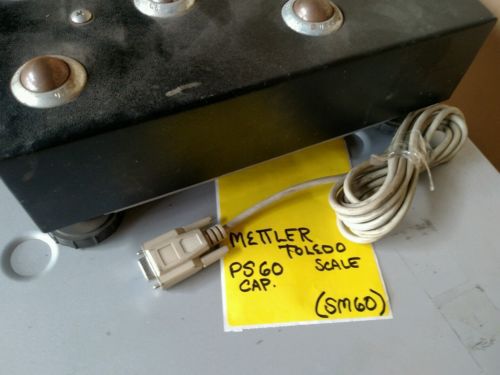 METTLER
TOLEDO
PS60 SCALE
CAP.
(SM60)